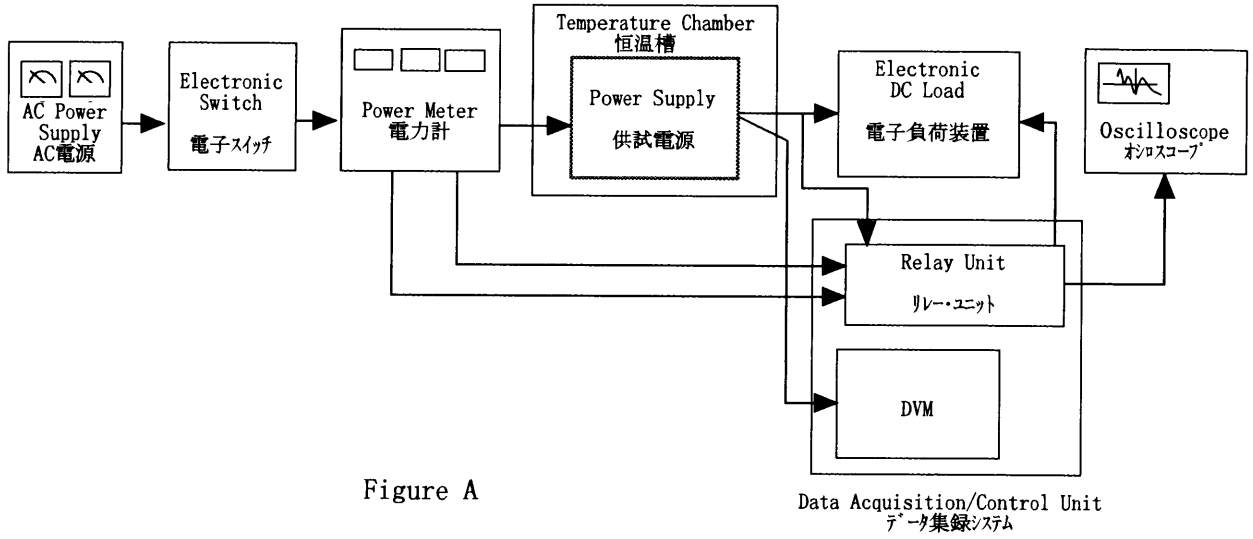 AC Power
Supply
AC電源
Electronic
Switch
電子スイッチ
Power Meter
電力計
Temperature Chamber
恒温槽
Power Supply
供試電源
Electronic
DC Load
電子負荷装置
Oscilloscope
オシロスコープ
Relay Unit
リレー・ユニット
DVM
Figure A
Data Acquisition/Control Unit
データ集録システム